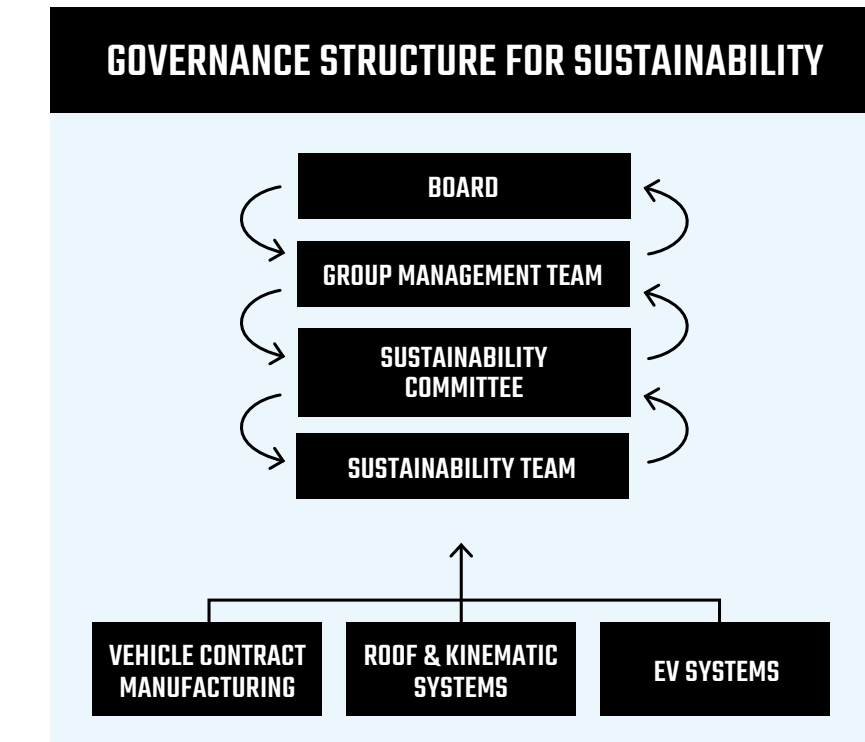 GOVERNANCE STRUCTURE FOR SUSTAINABILITY
BOARD
GROUP MANAGEMENT TEAM
SUSTAINABILITY
COMMITTEE
SUSTAINABILITY TEAM
VEHICLE CONTRACT
MANUFACTURING
ROOF & KINEMATIC
SYSTEMS
EV SYSTEMS